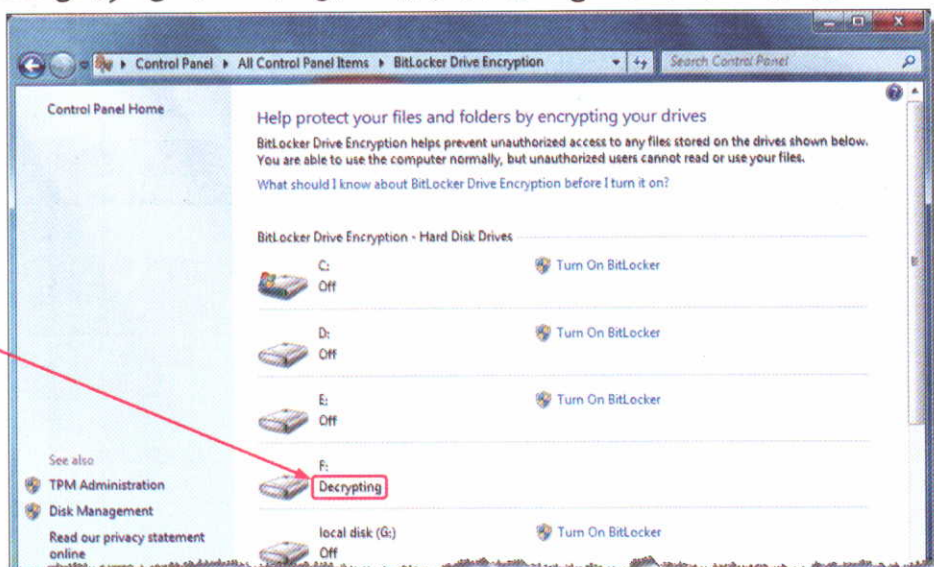 Control Panel ▸ All Control Panel Items ▸ BitLocker Drive Encryption
Search Control Panel
Control Panel Home
Help protect your files and folders by encrypting your drives
BitLocker Drive Encryption helps prevent unauthorized access to any files stored on the drives shown below.
You are able to use the computer normally, but unauthorized users cannot read or use your files.
What should I know about BitLocker Drive Encryption before I turn it on?
BitLocker Drive Encryption - Hard Disk Drives
C:
Off
Turn On BitLocker
D:
Off
Turn On BitLocker
E:
Off
Turn On BitLocker
F:
Decrypting
local disk (G:)
Off
Turn On BitLocker
See also
TPM Administration
Disk Management
Read our privacy statement
online